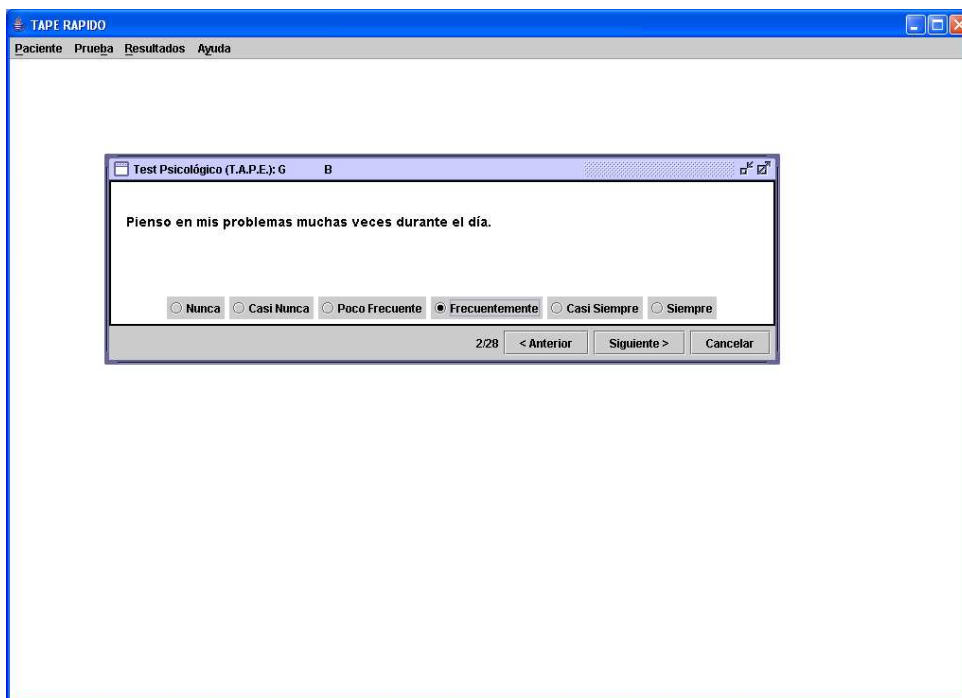 TAPE RAPIDO
Paciente Prueba Resultados Ayuda
Test Psicológico (T.A.P.E.): G B
Pienso en mis problemas muchas veces durante el día.
Nunca Casi Nunca Poco Frecuente Frecuentemente Casi Siempre Siempre
2/28 < Anterior Siguiente > Cancelar